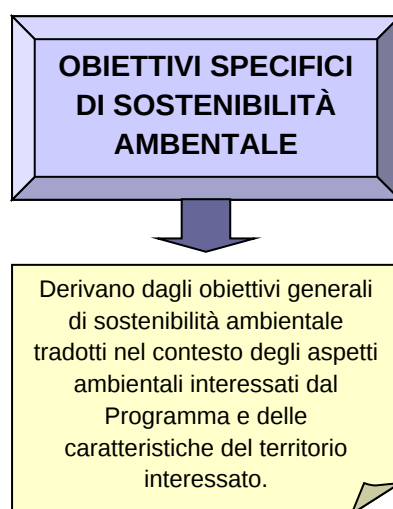 OBIETTIVI SPECIFICI
DI SOSTENIBILITÀ
AMBENTALE
Derivano dagli obiettivi generali
di sostenibilità ambientale
tradotti nel contesto degli aspetti
ambientali interessati dal
Programma e delle
caratteristiche del territorio
interessato.